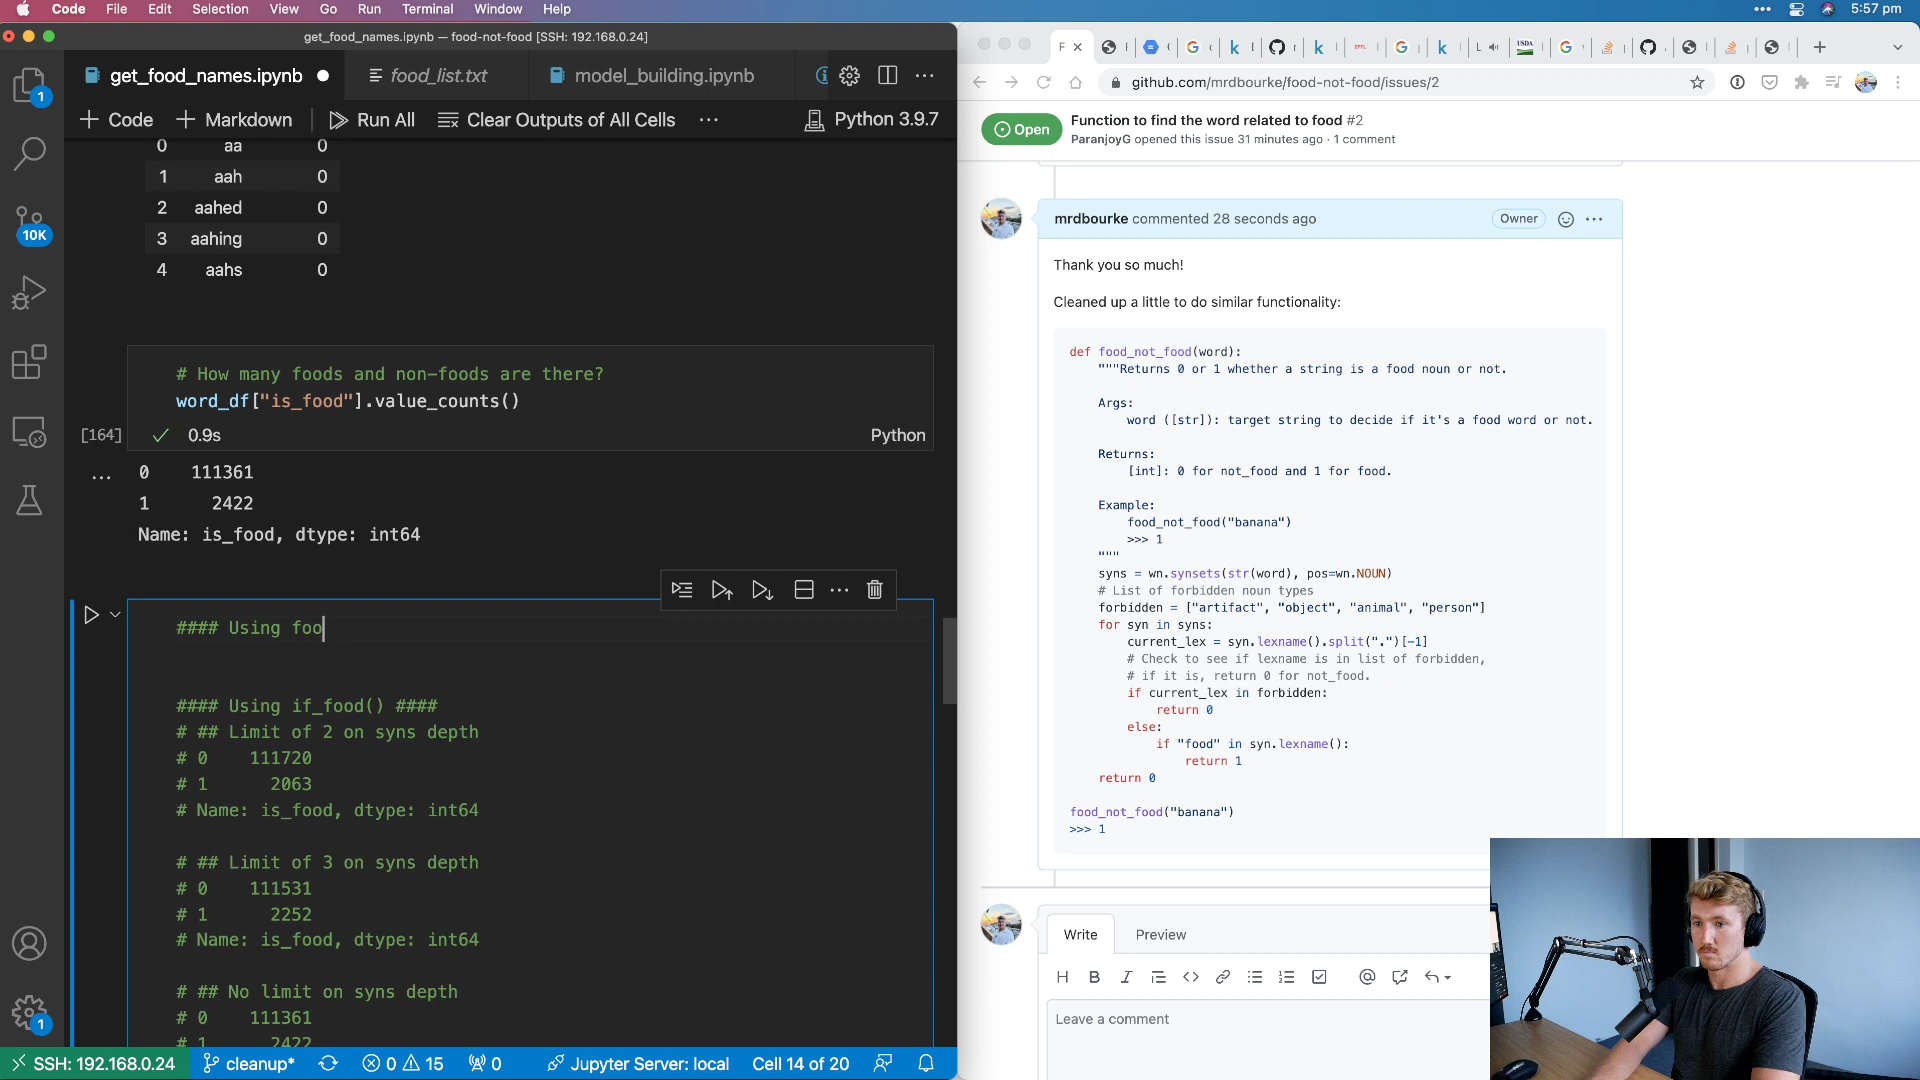 Code File Edit Selection View Go Run Terminal Window Help
5:57 pm
get_food_names.ipynb — food-not-food [SSH: 192.168.0.24]
get_food_names.ipynb
food_list.txt
model_building.ipynb
1
10K
1
Code
Markdown
Run All
Clear Outputs of All Cells
Python 3.9.7
0 aa 0
1 aah 0
2 aahed 0
3 aahing 0
4 aahs 0
# How many foods and non-foods are there?
word_df["is_food"].value_counts()
[164]
0.9s
Python
0 111361
1 2422
Name: is_food, dtype: int64
#### Using foo
#### Using if_food() ####
# ## Limit of 2 on syns depth
# 0 111720
# 1 2063
# Name: is_food, dtype: int64
# ## Limit of 3 on syns depth
# 0 111531
# 1 2252
# Name: is_food, dtype: int64
# ## No limit on syns depth
# 0 111361
# 1 2422
SSH: 192.168.0.24
cleanup*
0 15
0
Jupyter Server: local
Cell 14 of 20
USDA
github.com/mrdbourke/food-not-food/issues/2
Open
Function to find the word related to food #2
ParanjoyG opened this issue 31 minutes ago · 1 comment
mrdbourke commented 28 seconds ago
Owner
Thank you so much!
Cleaned up a little to do similar functionality:
def food_not_food(word):
"""Returns 0 or 1 whether a string is a food noun or not.
Args:
word ([str]): target string to decide if it's a food word or not.
Returns:
[int]: 0 for not_food and 1 for food.
Example:
food_not_food("banana")
>>> 1
"""
syns = wn.synsets(str(word), pos=wn.NOUN)
# List of forbidden noun types
forbidden = ["artifact", "object", "animal", "person"]
for syn in syns:
current_lex = syn.lexname().split(".")[-1]
# Check to see if lexname is in list of forbidden,
# if it is, return 0 for not_food.
if current_lex in forbidden:
return 0
else:
if "food" in syn.lexname():
return 1
return 0
food_not_food("banana")
>>> 1
Write
Preview
Leave a comment